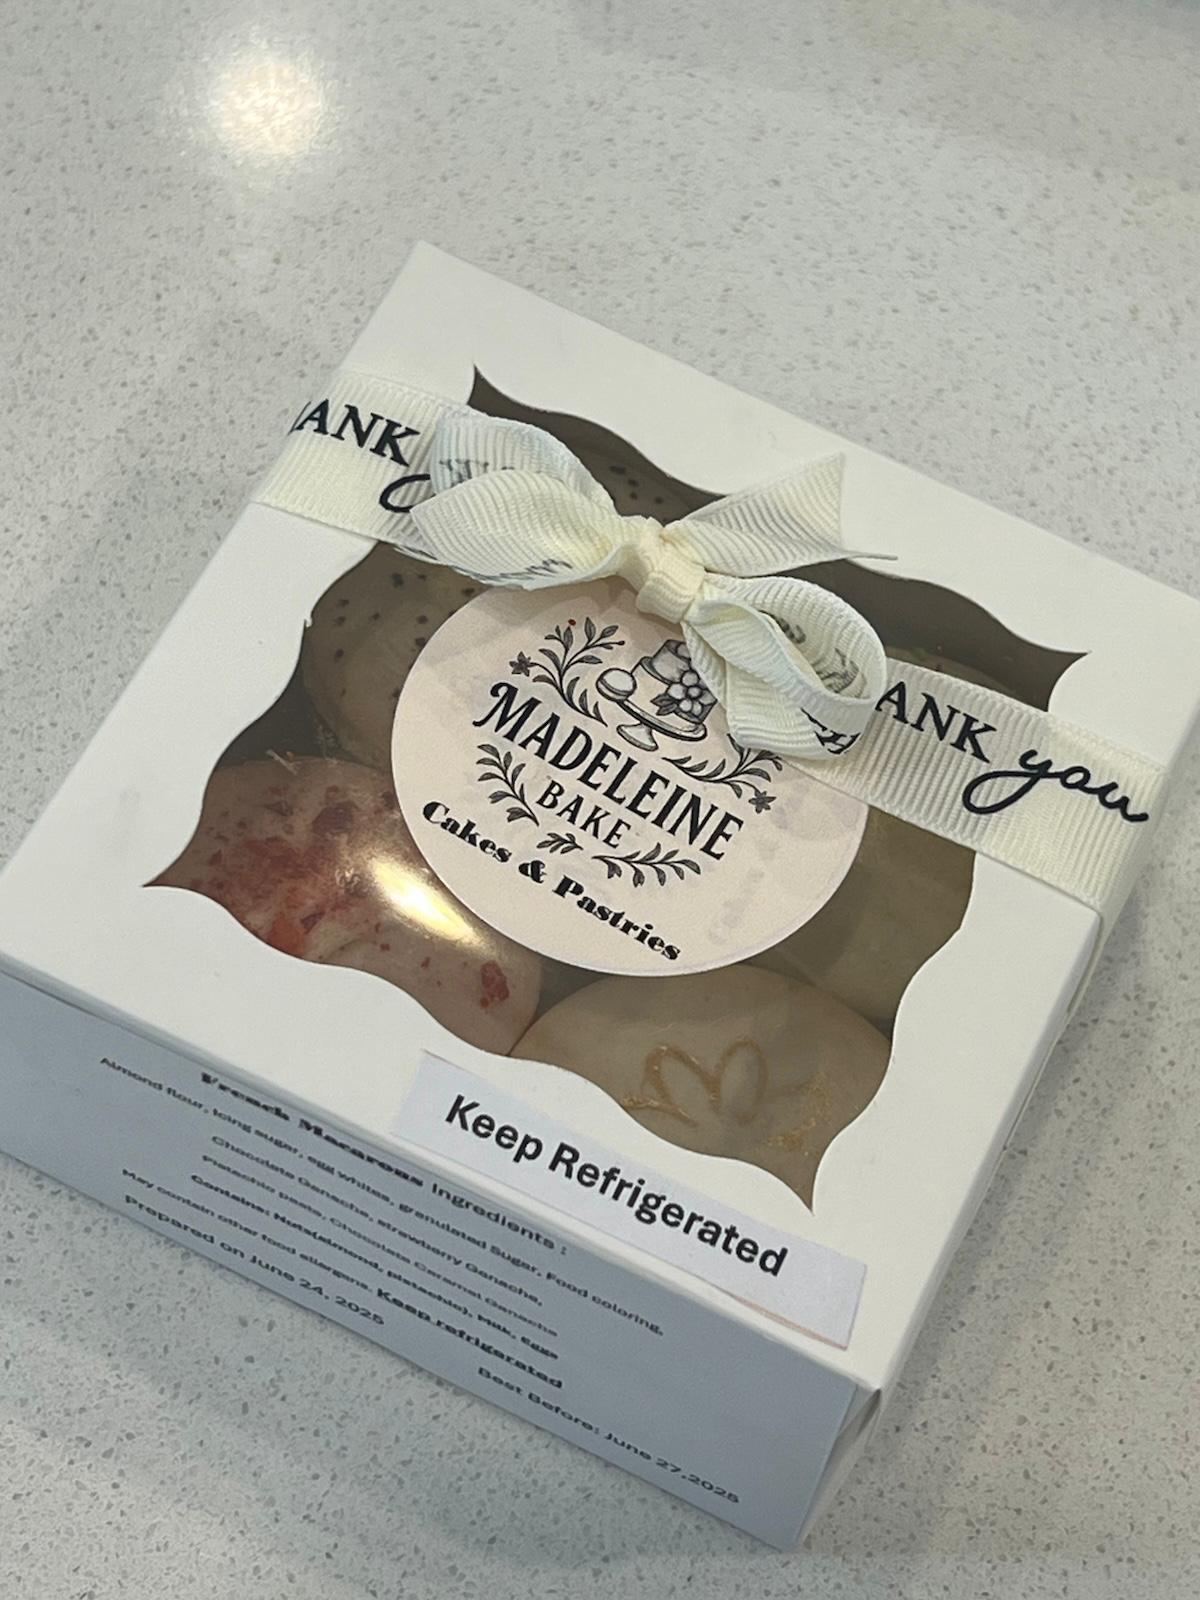 HANK y
ANK you
MADELEINE
BAKE
Cakes & Pastries
Keep Refrigerated
French Macarons Ingredients :
Almond flour, Icing sugar, egg whites, granulated Sugar, Food coloring,
Chocolate Ganache, strawberry Ganache,
Pistachio paste, Chocolate Caramel Ganache
Contains: Nuts(almond, pistachio), Milk, Eggs
May contain other food allergens. Keep refrigerated
Prepared on June 24, 2025
Best Before: June 27,2025